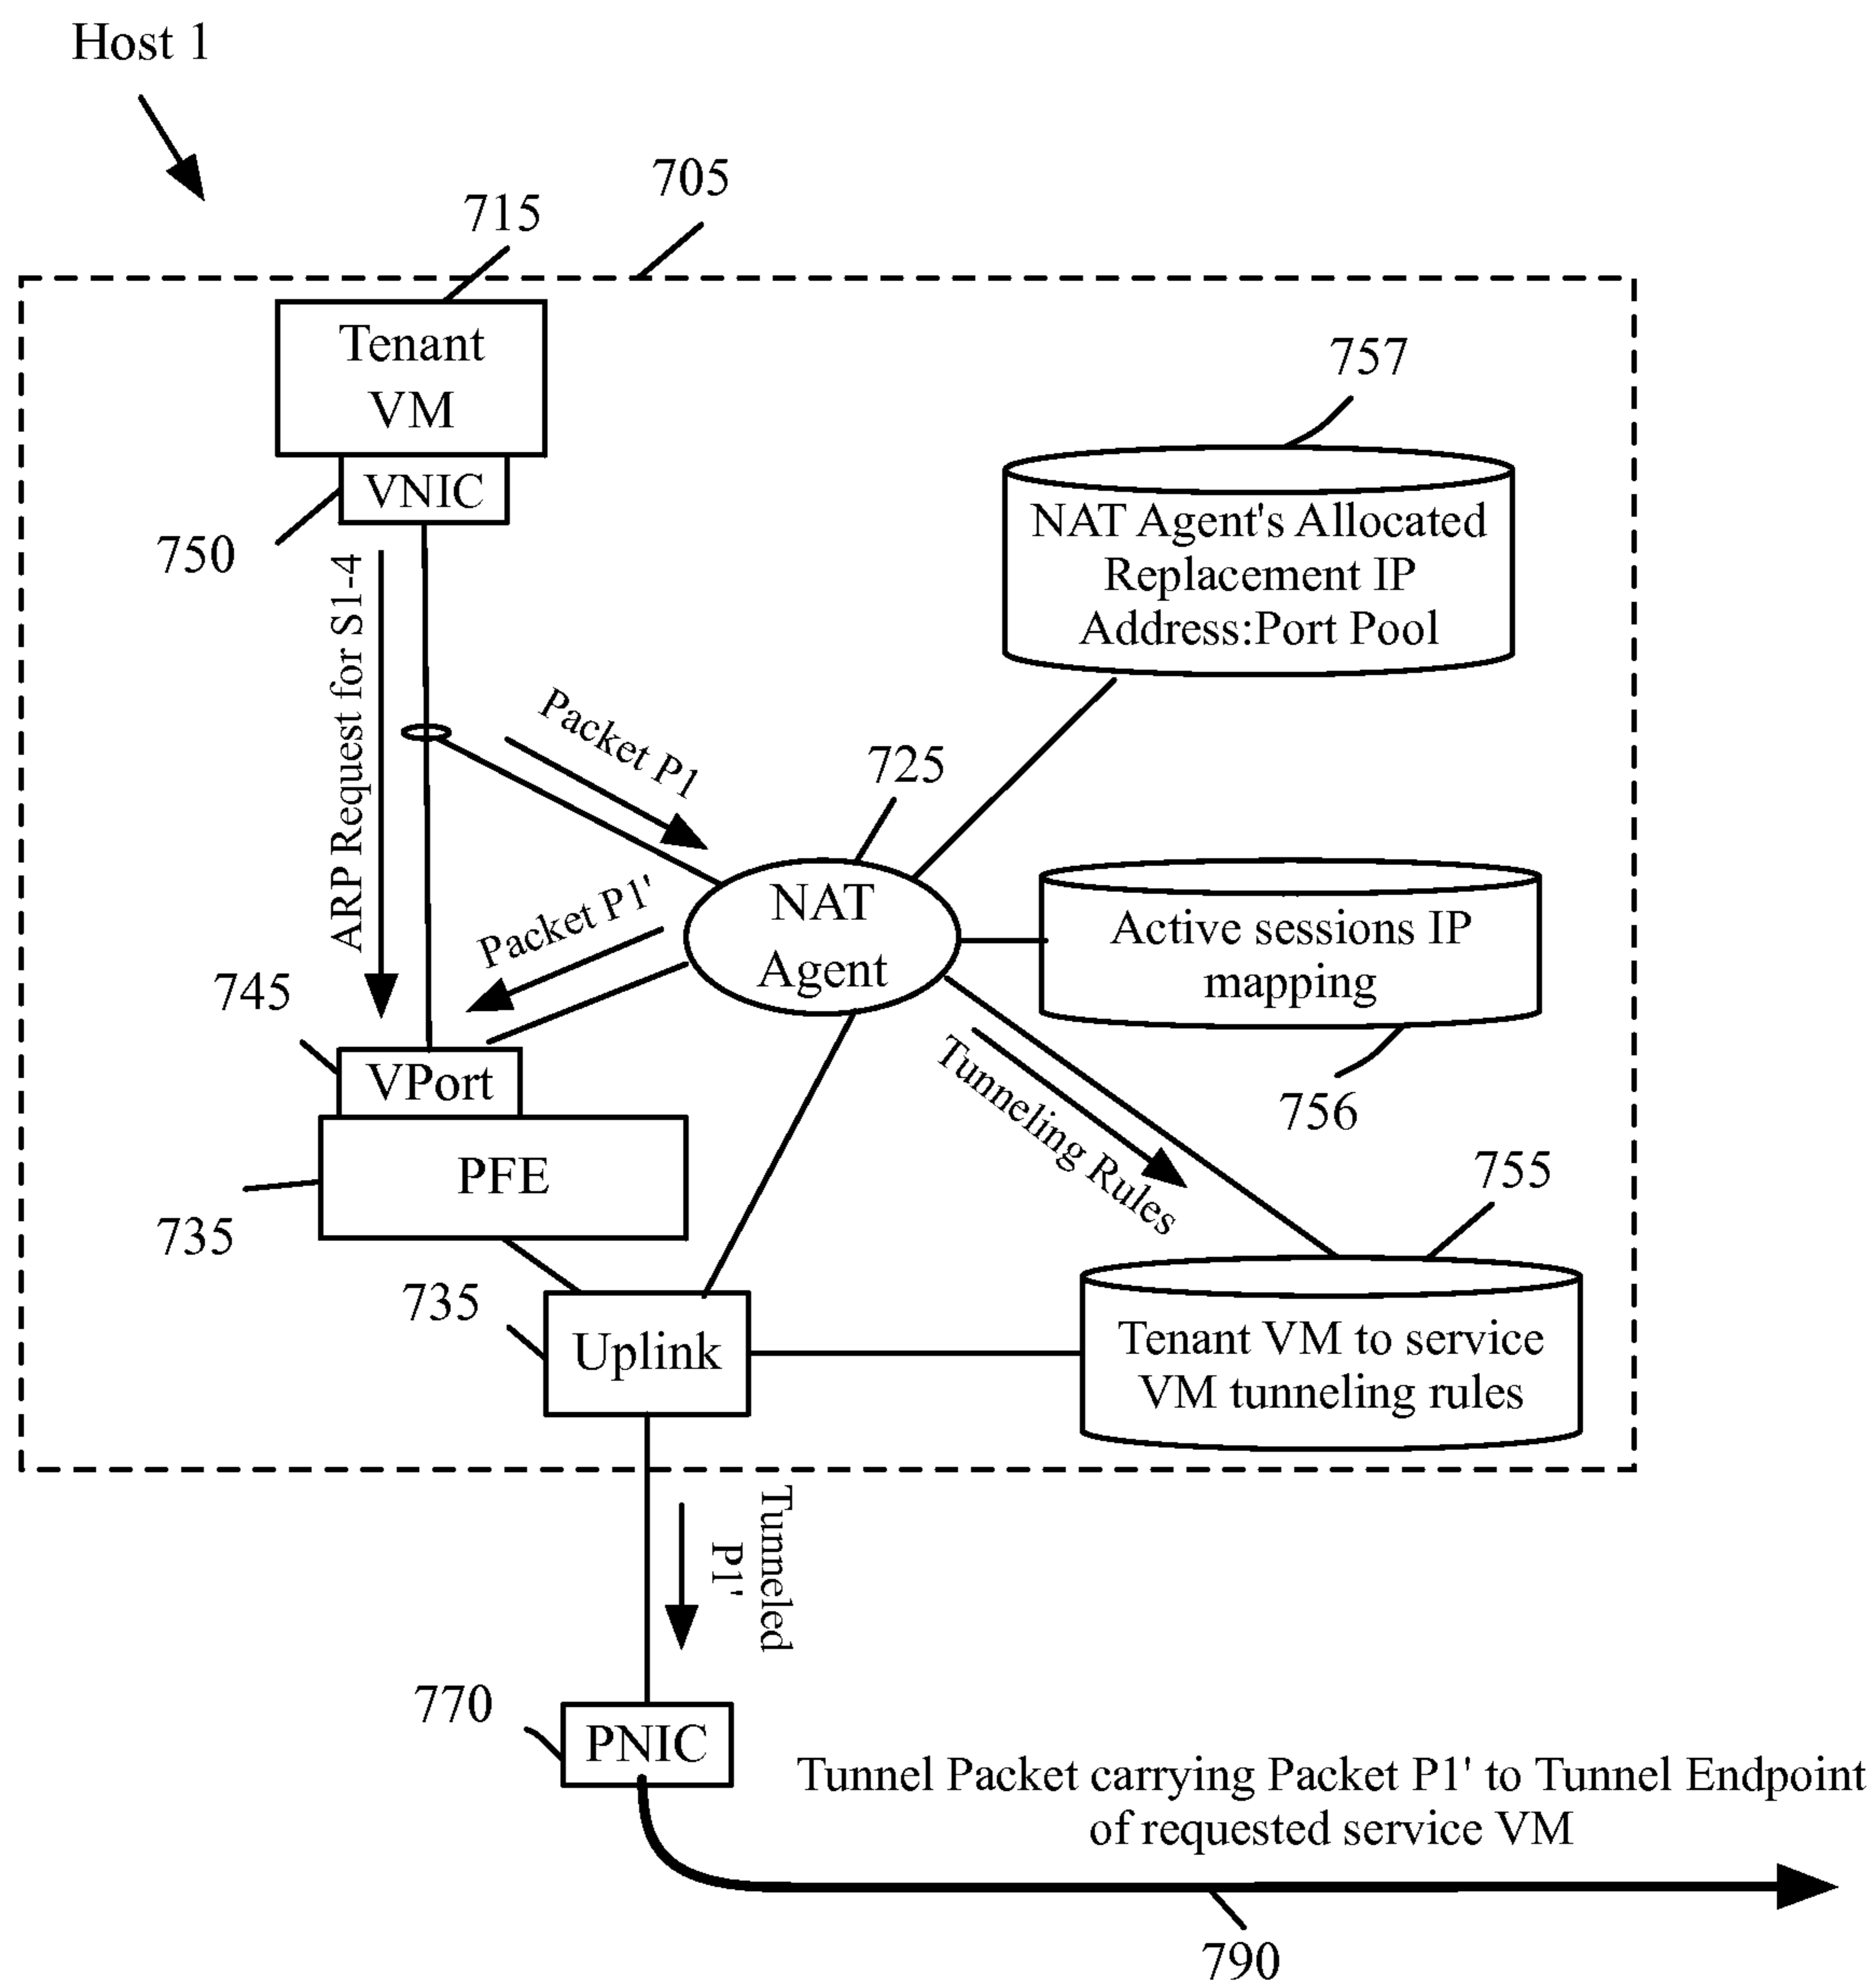 Host 1
705
715
Tenant
VM
VNIC
750
757
NAT Agent's Allocated
Replacement IP
Address:Port Pool
ARP Request for S1-4
Packet P1
725
NAT
Agent
Packet P1'
Active sessions IP
mapping
756
745
VPort
PFE
735
Tunneling Rules
755
735
Uplink
Tenant VM to service
VM tunneling rules
Tunneled
P1'
770
PNIC
Tunnel Packet carrying Packet P1' to Tunnel Endpoint
of requested service VM
790